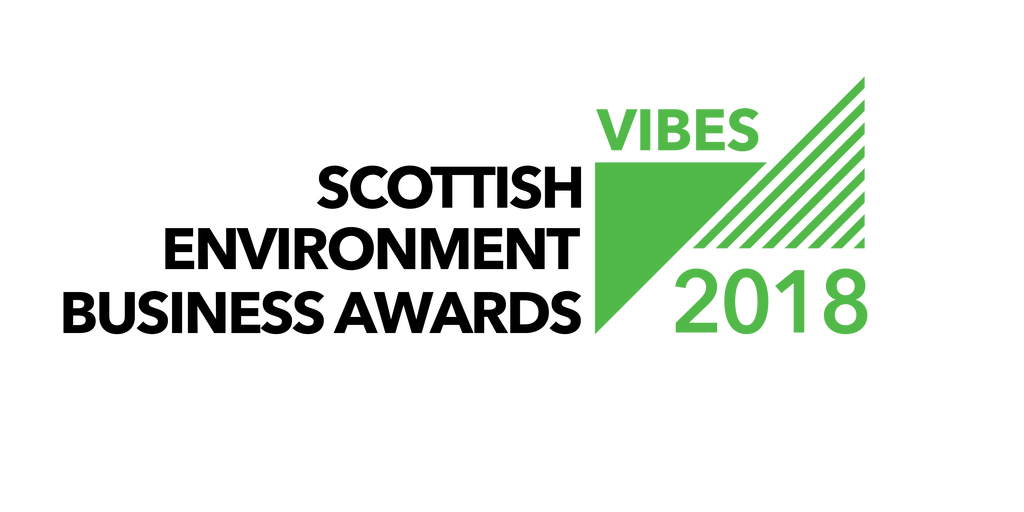 VIBES
SCOTTISH
ENVIRONMENT
BUSINESS AWARDS
2018